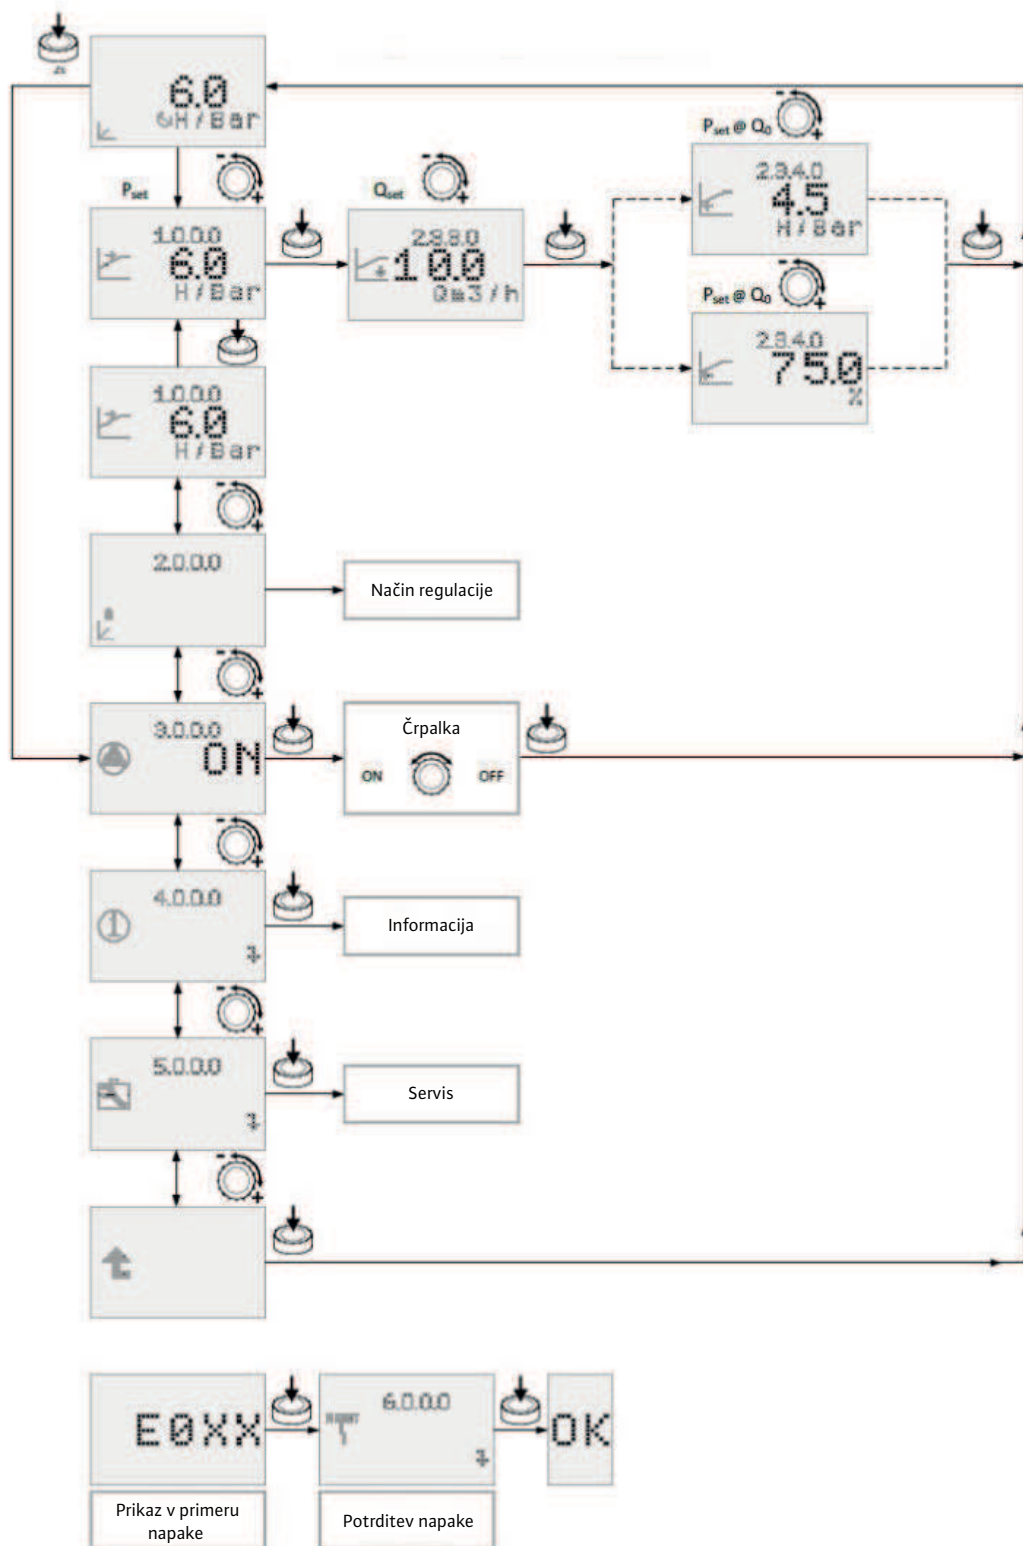 6.0
H/Bar
Pset
1.0.0.0
6.0
H/Bar
Qset
2.3.3.0
10.0
Qm3/h
Pset @ Q0
2.3.4.0
4.5
H/Bar
Pset @ Q0
2.3.4.0
75.0
%
1.0.0.0
6.0
H/Bar
2.0.0.0
Način regulacije
3.0.0.0
ON
Črpalka
ON
OFF
4.0.0.0
Informacija
5.0.0.0
Servis
E0XX
6.0.0.0
OK
Prikaz v primeru
napake
Potrditev napake